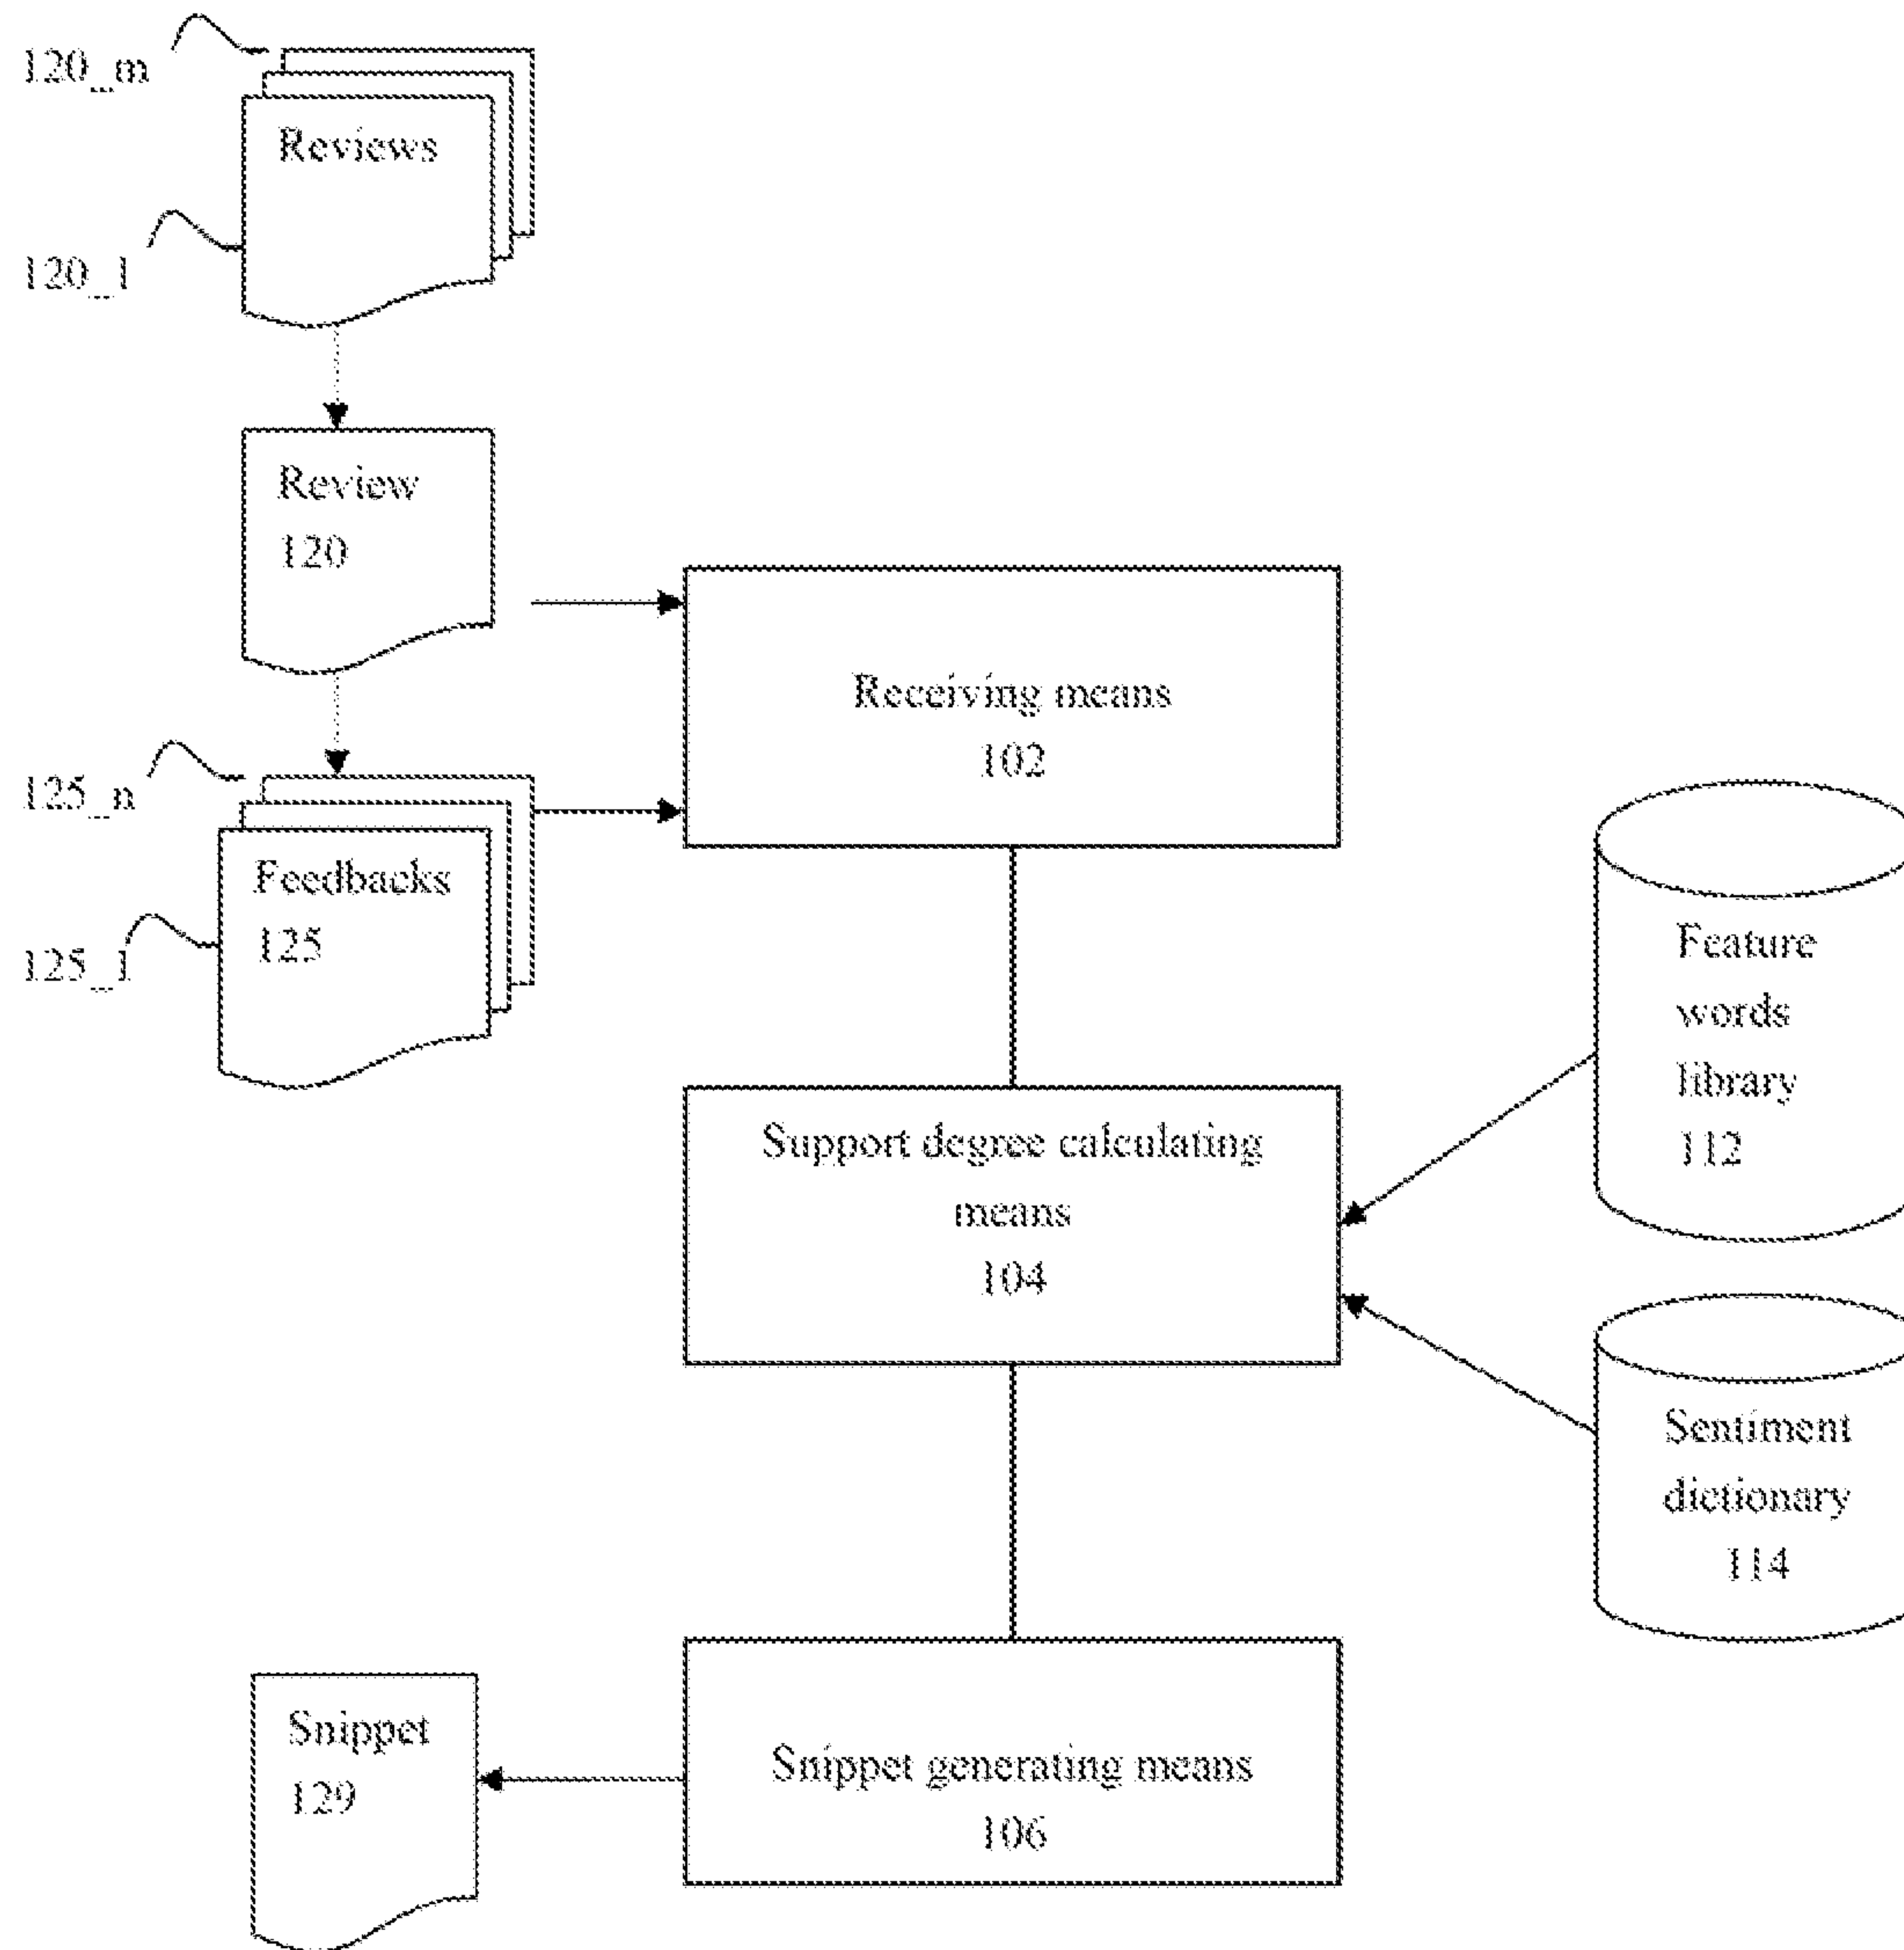 120_m
Reviews
120_1
Review
120
Receiving means
102
125_n
Feedbacks
125
125_1
Feature
words
library
112
Support degree calculating
means
104
Sentiment
dictionary
114
Snippet
129
Snippet generating means
106